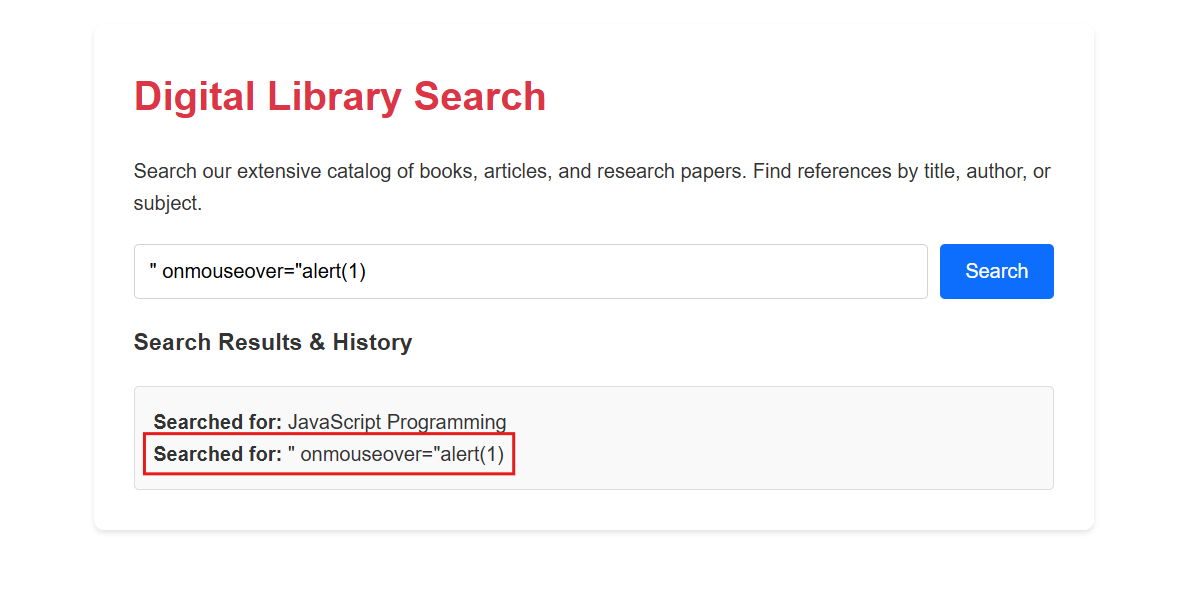 Digital Library Search
Search our extensive catalog of books, articles, and research papers. Find references by title, author, or
subject.
" onmouseover="alert(1)
Search
Search Results & History
Searched for: JavaScript Programming
Searched for: " onmouseover="alert(1)